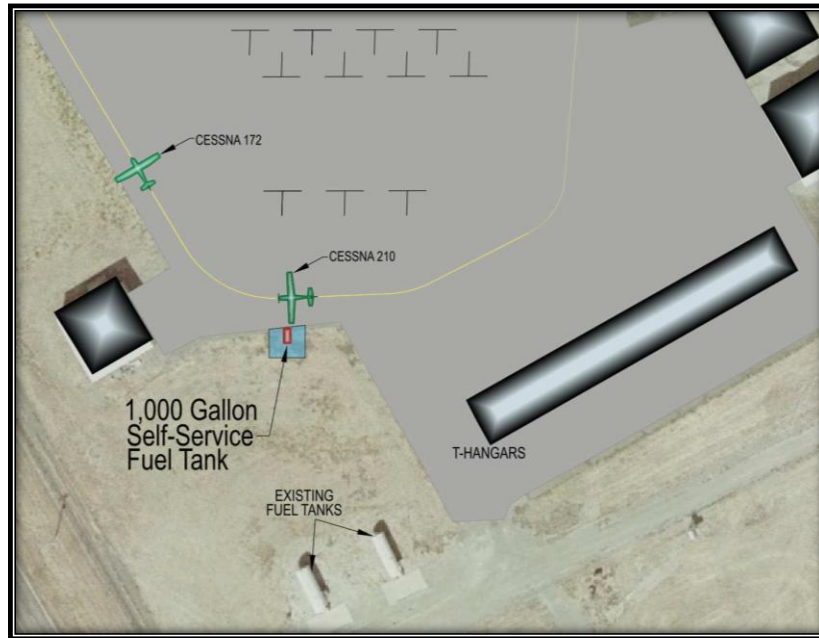 CESSNA 172
CESSNA 210
1,000 Gallon
Self-Service
Fuel Tank
T-HANGARS
EXISTING
FUEL TANKS